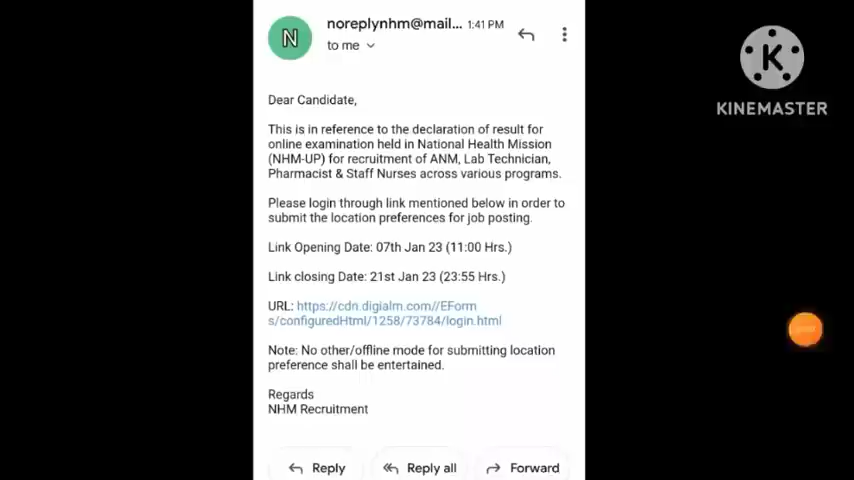 noreplynhm@mail... 1:41 PM
N
to me
K
KINEMASTER
Dear Candidate,
This is in reference to the declaration of result for
online examination held in National Health Mission
(NHM-UP) for recruitment of ANM, Lab Technician,
Pharmacist & Staff Nurses across various programs.
Please login through link mentioned below in order to
submit the location preferences for job posting.
Link Opening Date: 07th Jan 23 (11:00 Hrs.)
Link closing Date: 21st Jan 23 (23:55 Hrs.)
URL: https://cdn.digialm.com//EForm
s/configuredHtml/1258/73784/login.html
Note: No other/offline mode for submitting location
preference shall be entertained.
Regards
NHM Recruitment
Reply Reply all Forward